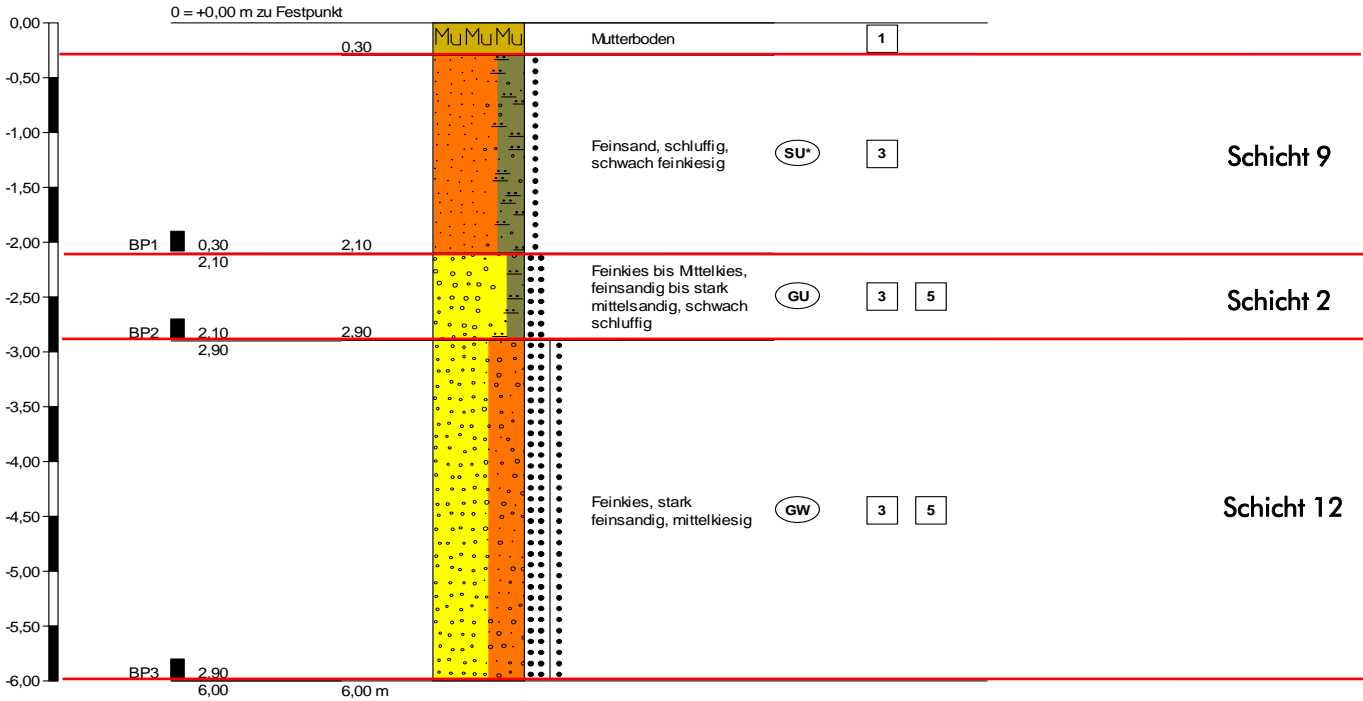 0 = +0,00 m zu Festpunkt
0,00
0,30
MuMuMu
Mutterboden
1
-0,50
-1,00
Feinsand, schluffig,
schwach feinkiesig
SU*
3
Schicht 9
-1,50
-2,00
BP1
0,30
2,10
2,10
-2,50
Feinkies bis Mittelkies,
feinsandig bis stark
mittelsandig, schwach
schluffig
GU
3
5
Schicht 2
BP2
2,10
2,90
2,90
-3,00
-3,50
-4,00
-4,50
Feinkies, stark
feinsandig, mittelkiesig
GW
3
5
Schicht 12
-5,00
-5,50
BP3
2,90
6,00
-6,00
6,00 m